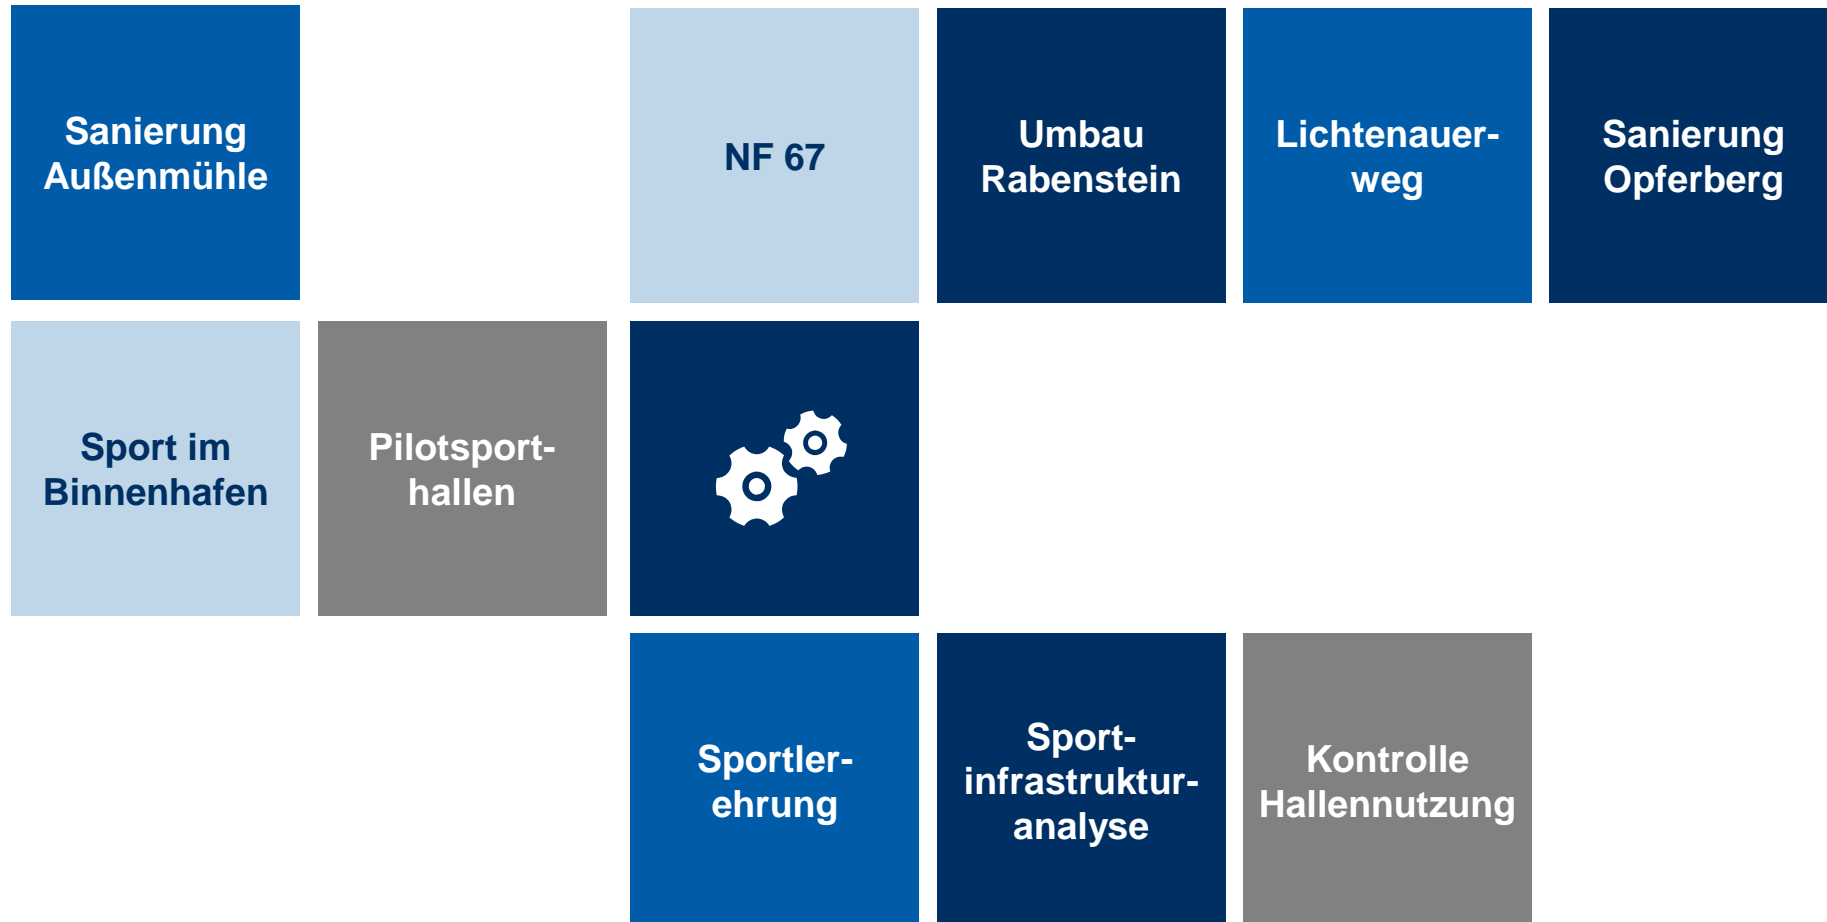 Sanierung
Außenmühle
NF 67
Umbau
Rabenstein
Lichtenauer-
weg
Sanierung
Opferberg
Sport im
Binnenhafen
Pilotsport-
hallen
Sportler-
ehrung
Sport-
infrastruktur-
analyse
Kontrolle
Hallennutzung